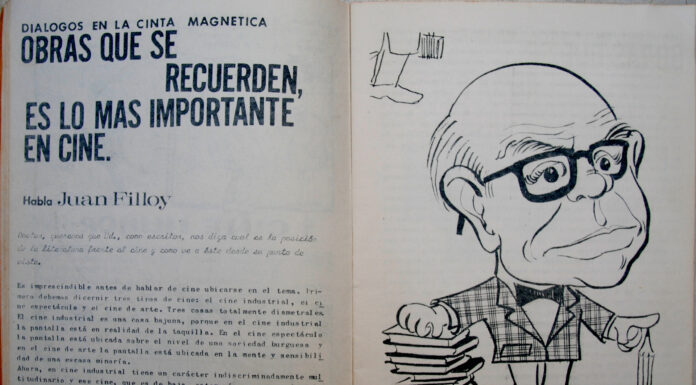 DIALOGOS EN LA CINTA MAGNETICA
OBRAS QUE SE
RECUERDEN,
ES LO MAS IMPORTANTE
EN CINE.
Habla Juan Filloy
Doctor, queremos que Ud., como escritor, nos diga cual es la posición
de la literatura frente al cine y como ve a éste desde su punto de
vista.
Es imprescindible antes de hablar de cine ubicarse en el tema. Pri-
mero debemos dicernir tres tiros de cine: el cine industrial, el ci
ne espectáculo y el cine de arte. Tres cosas totalmente diametrales
El cine industrial es una cosa bajuna, porque en el cine industrial
la pantalla está en realidad de la taquilla. En el cine espectáculo
la pantalla está ubicada sobre el nivel de una sociedad burguesa y
en el cine de arte la pantalla está ubicada en la mente y sensibili
dad de una escasa minoría.
Ahora, en cine industrial tiene un carácter indiscriminadamente mul-
titudinario y ese cine, que es de baja